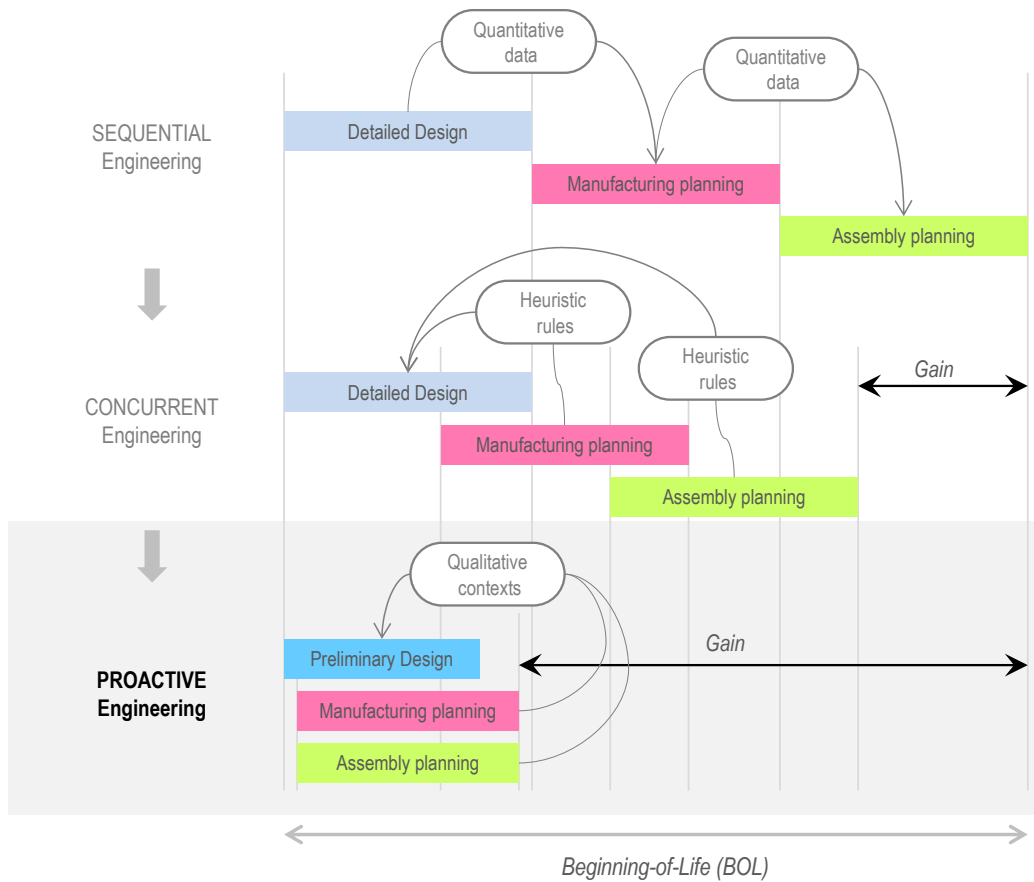 Quantitative
data
Quantitative
data
SEQUENTIAL
Engineering
Detailed Design
Manufacturing planning
Assembly planning
Heuristic
rules
Heuristic
rules
Gain
CONCURRENT
Engineering
Detailed Design
Manufacturing planning
Assembly planning
Qualitative
contexts
Gain
PROACTIVE
Engineering
Preliminary Design
Manufacturing planning
Assembly planning
Beginning-of-Life (BOL)